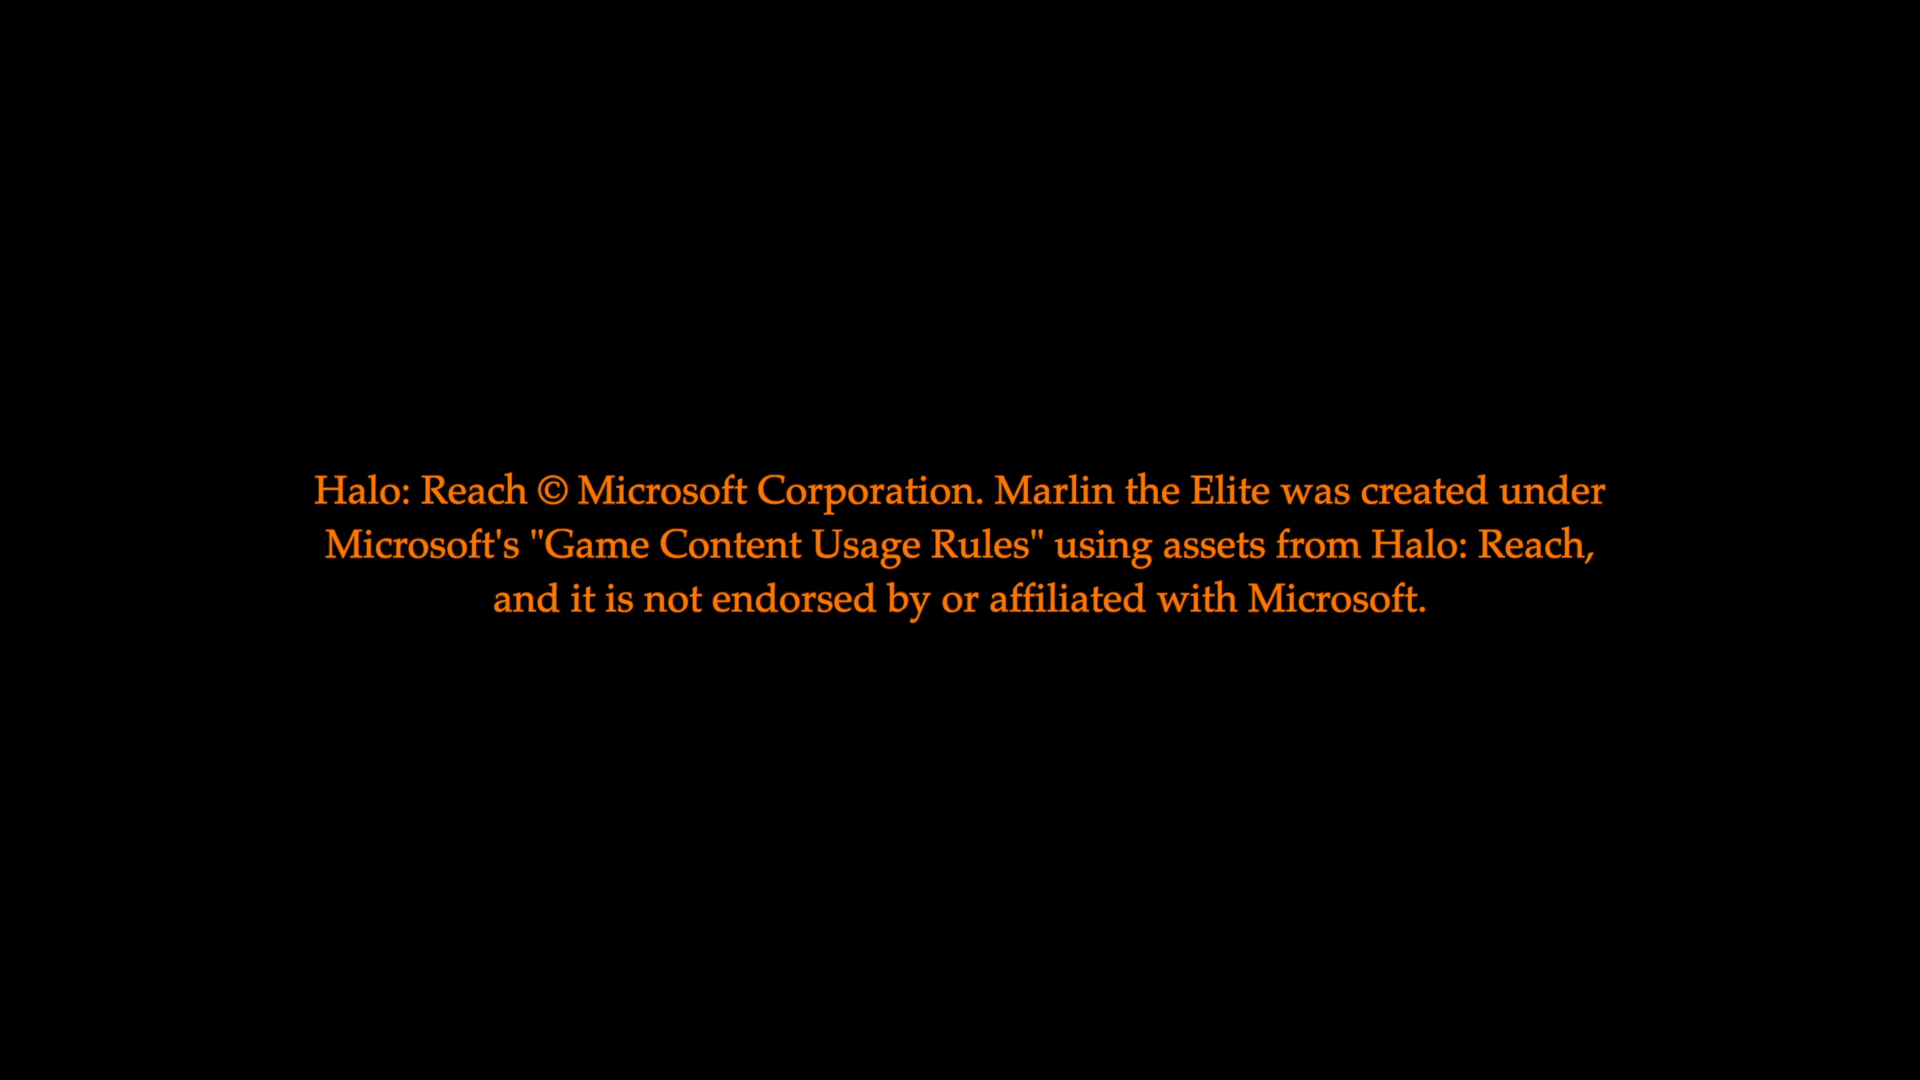 Halo: Reach © Microsoft Corporation. Marlin the Elite was created under
Microsoft's "Game Content Usage Rules" using assets from Halo: Reach,
and it is not endorsed by or affiliated with Microsoft.